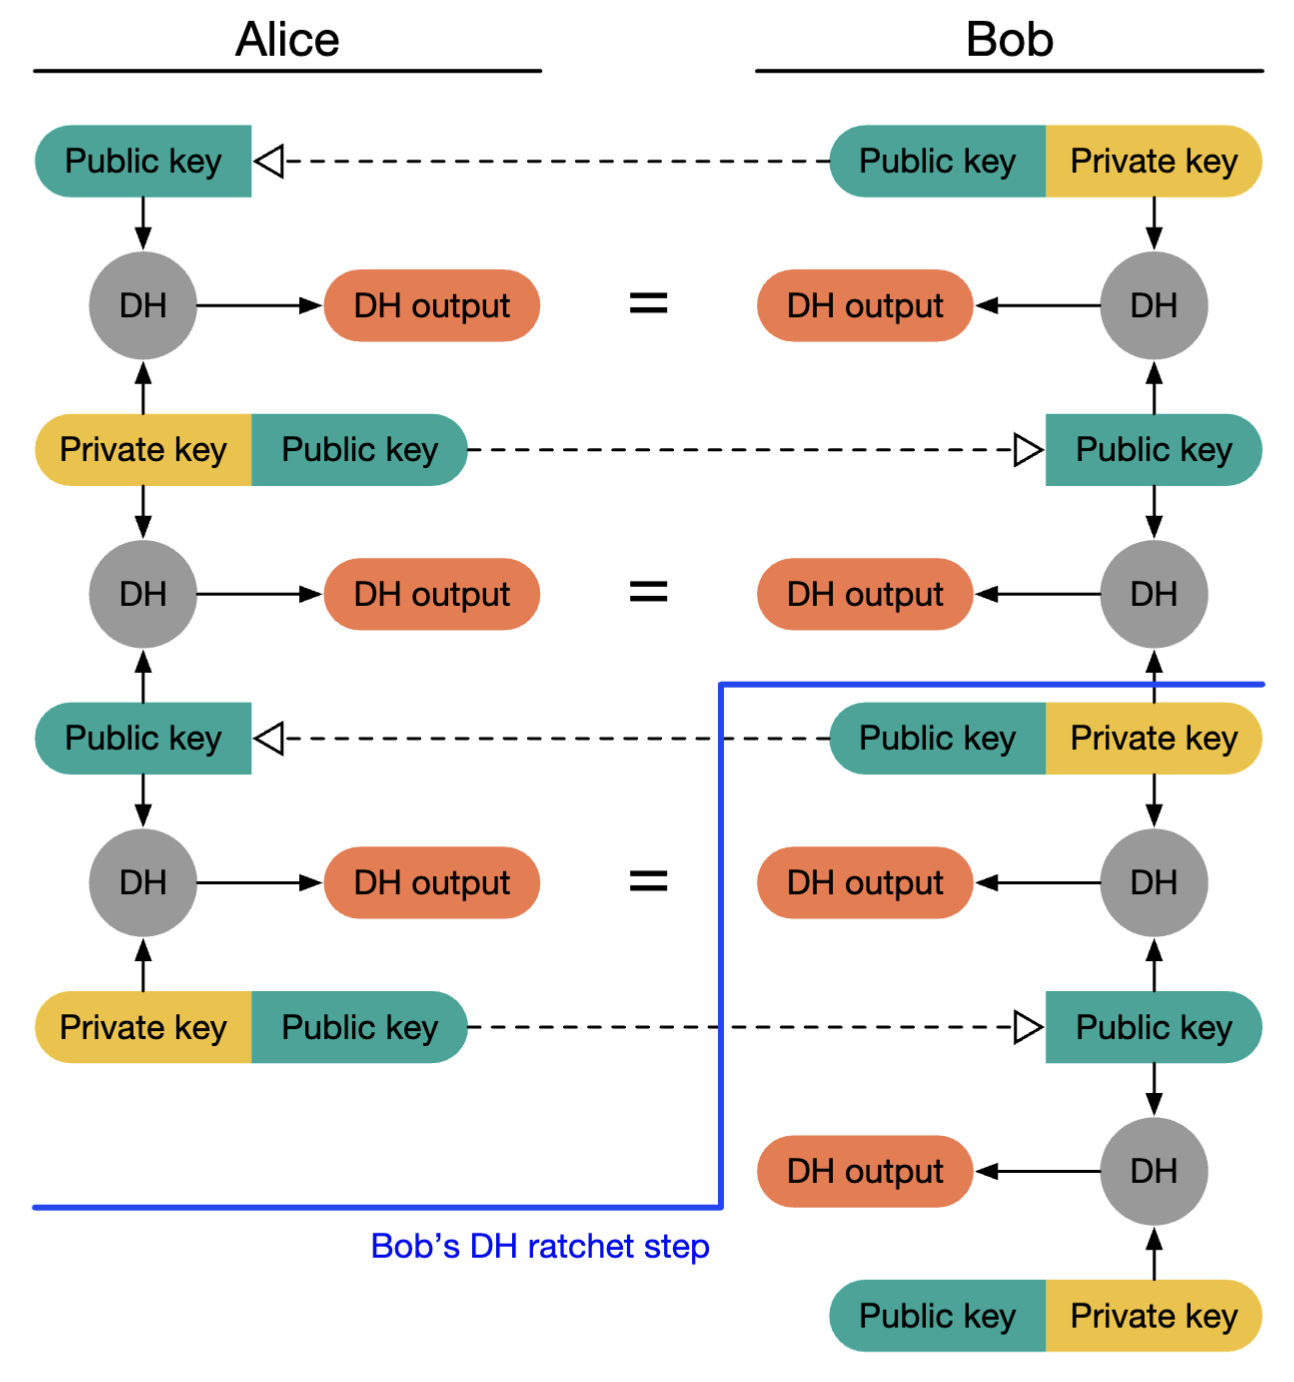 Alice Bob
Public key Public key Private key
DH DH output = DH output DH
Private key Public key Public key
DH DH output = DH output DH
Public key Public key Private key
DH DH output = DH output DH
Private key Public key Public key
DH output DH
Bob's DH ratchet step
Public key Private key